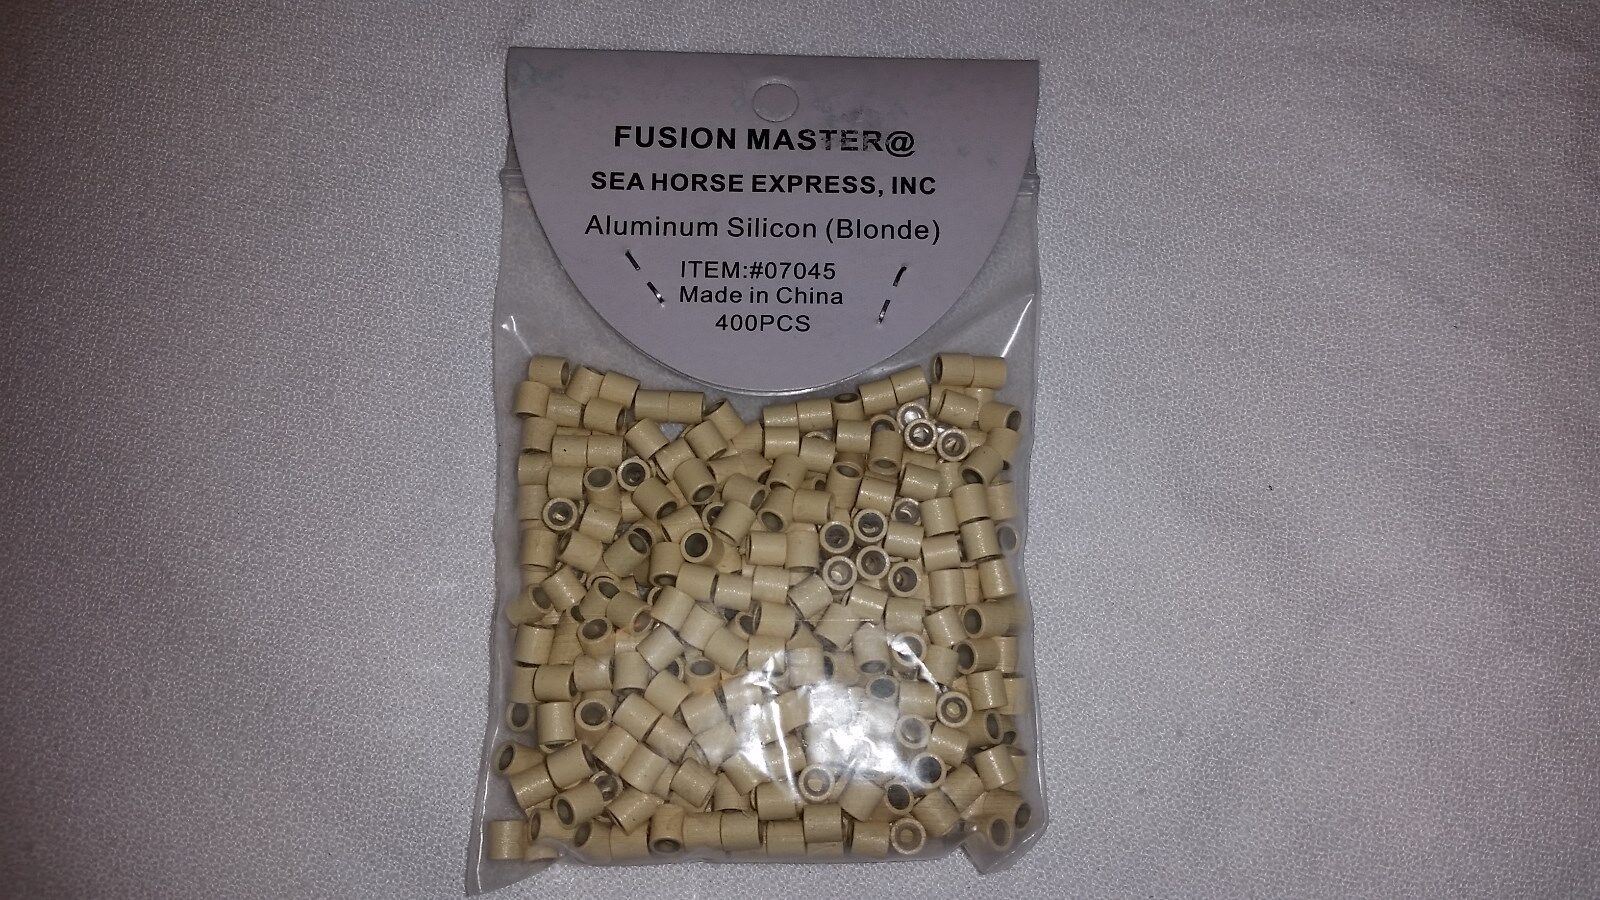 FUSION MASTER@
SEA HORSE EXPRESS, INC
Aluminum Silicon (Blonde)
ITEM:#07045
Made in China
400PCS